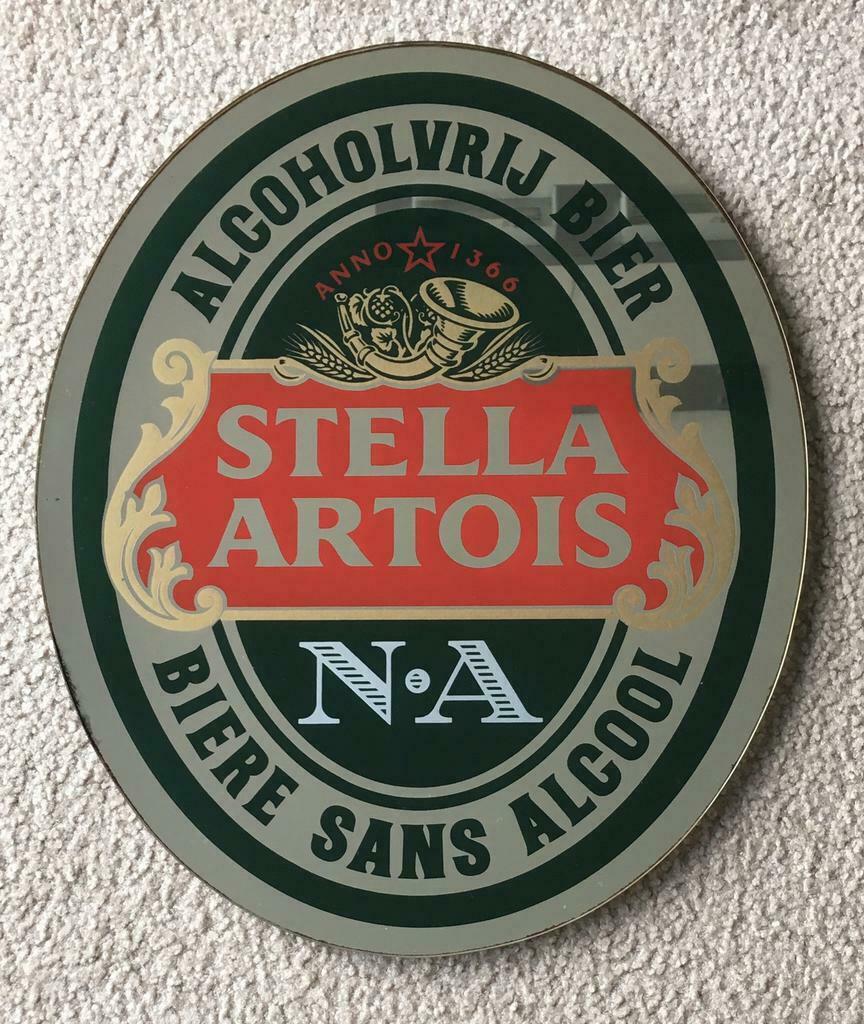 ALCOHOLVRIJ BIER
ANNO 1366
STELLA
ARTOIS
N·A
BIERE SANS ALCOOL